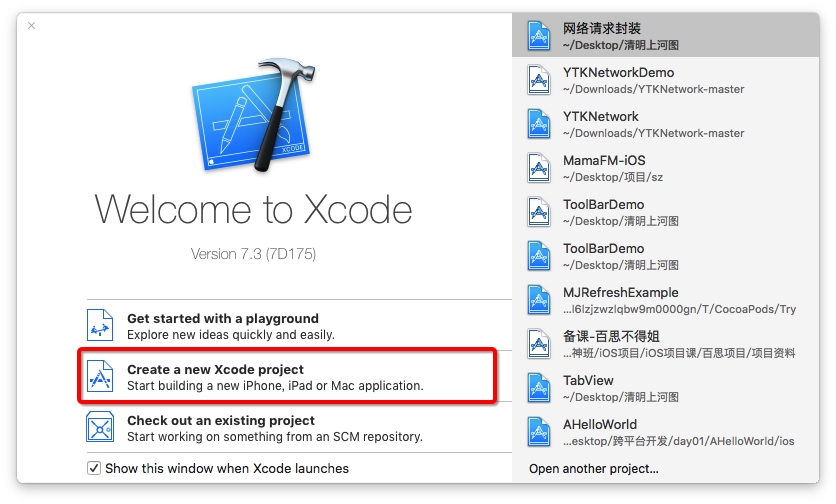 XCODE
Welcome to Xcode
Version 7.3 (7D175)
Get started with a playground
Explore new ideas quickly and easily.
Create a new Xcode project
Start building a new iPhone, iPad or Mac application.
Check out an existing project
Start working on something from an SCM repository.
Show this window when Xcode launches
网络请求封装
~/Desktop/清明上河图
YTKNetworkDemo
~/Downloads/YTKNetwork-master
YTKNetwork
~/Downloads/YTKNetwork-master
MamaFM-iOS
~/Desktop/项目/sz
ToolBarDemo
~/Desktop/清明上河图
ToolBarDemo
~/Desktop/清明上河图
MJRefreshExample
...l6lzjzwzlqbw9m0000gn/T/CocoaPods/Try
备课-百思不得姐
...神班/iOS项目/iOS项目课/百思项目/项目资料
TabView
~/Desktop/清明上河图
AHelloWorld
...esktop/跨平台开发/day01/AHelloWorld/ios
Open another project...